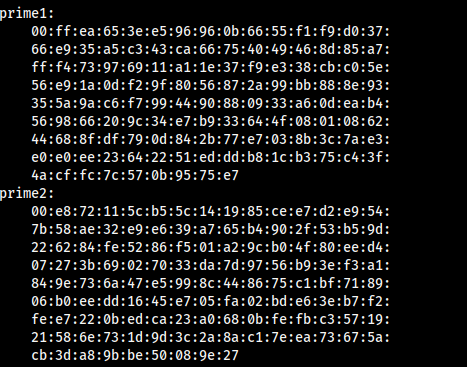 prime1:
00:ff:ea:65:3e:e5:96:96:0b:66:55:f1:f9:d0:37:
66:e9:35:a5:c3:43:ca:66:75:40:49:46:8d:85:a7:
ff:f4:73:97:69:11:a1:1e:37:f9:e3:38:cb:c0:5e:
56:e9:1a:0d:f2:9f:80:56:87:2a:99:bb:88:8e:93:
35:5a:9a:c6:f7:99:44:90:88:09:33:a6:0d:ea:b4:
56:98:66:20:9c:34:e7:b9:33:64:4f:08:01:08:62:
44:68:8f:df:79:0d:84:2b:77:e7:03:8b:3c:7a:e3:
e0:e0:ee:23:64:22:51:ed:dd:b8:1c:b3:75:c4:3f:
4a:cf:fc:7c:57:0b:95:75:e7
prime2:
00:e8:72:11:5c:b5:5c:14:19:85:ce:e7:d2:e9:54:
7b:58:ae:32:e9:e6:39:a7:65:b4:90:2f:53:b5:9d:
22:62:84:fe:52:86:f5:01:a2:9c:b0:4f:80:ee:d4:
07:27:3b:69:02:70:33:da:7d:97:56:b9:3e:f3:a1:
84:9e:73:6a:47:e5:99:8c:44:86:75:c1:bf:71:89:
06:b0:ee:dd:16:45:e7:05:fa:02:bd:e6:3e:b7:f2:
fe:e7:22:0b:ed:ca:23:a0:68:0b:fe:fb:c3:57:19:
21:58:6e:73:1d:9d:3c:2a:8a:c1:7e:ea:73:67:5a:
cb:3d:a8:9b:be:50:08:9e:27